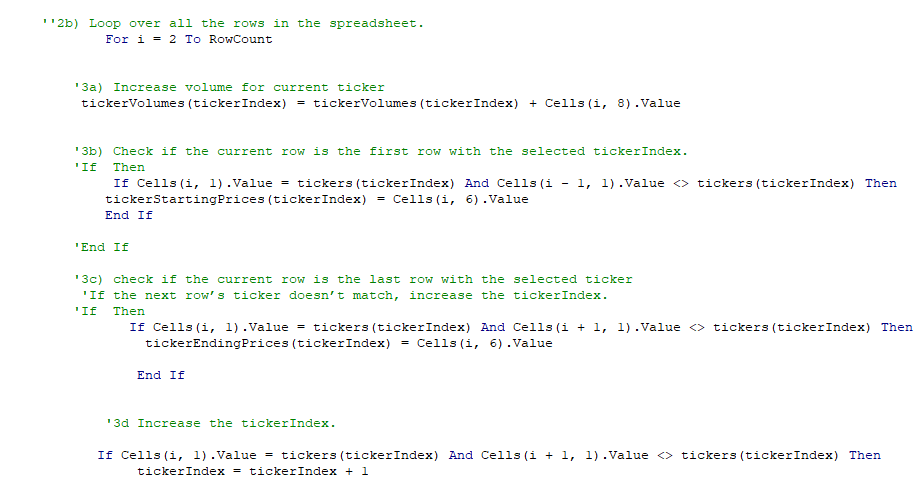 ''2b) Loop over all the rows in the spreadsheet.
For i = 2 To RowCount
'3a) Increase volume for current ticker
tickerVolumes(tickerIndex) = tickerVolumes(tickerIndex) + Cells(i, 8).Value
'3b) Check if the current row is the first row with the selected tickerIndex.
'If  Then
If Cells(i, 1).Value = tickers(tickerIndex) And Cells(i - 1, 1).Value <> tickers(tickerIndex) Then
tickerStartingPrices(tickerIndex) = Cells(i, 6).Value
End If
'End If
'3c) check if the current row is the last row with the selected ticker
'If the next row's ticker doesn't match, increase the tickerIndex.
'If  Then
If Cells(i, 1).Value = tickers(tickerIndex) And Cells(i + 1, 1).Value <> tickers(tickerIndex) Then
tickerEndingPrices(tickerIndex) = Cells(i, 6).Value
End If
'3d Increase the tickerIndex.
If Cells(i, 1).Value = tickers(tickerIndex) And Cells(i + 1, 1).Value <> tickers(tickerIndex) Then
tickerIndex = tickerIndex + 1